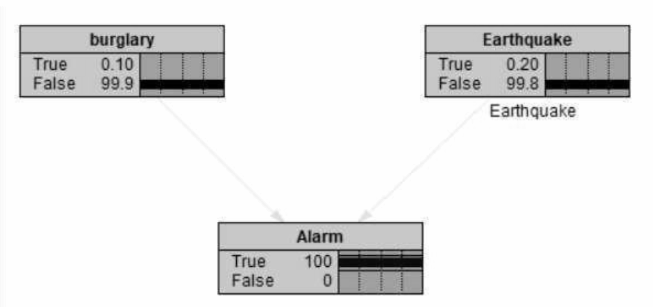 burglary
True 0.10
False 99.9
Earthquake
True 0.20
False 99.8
Earthquake
Alarm
True 100
False 0